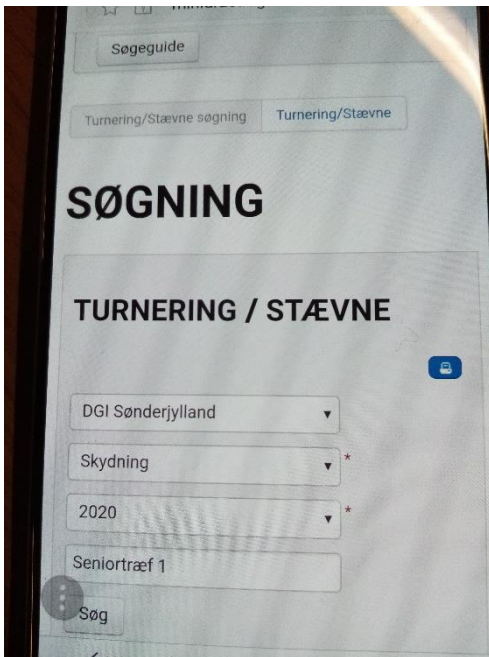 Søgeguide
Turnering/Stævne søgning Turnering/Stævne
SØGNING
TURNERING / STÆVNE
DGI Sønderjylland
Skydning *
2020 *
Seniortræf 1
Søg